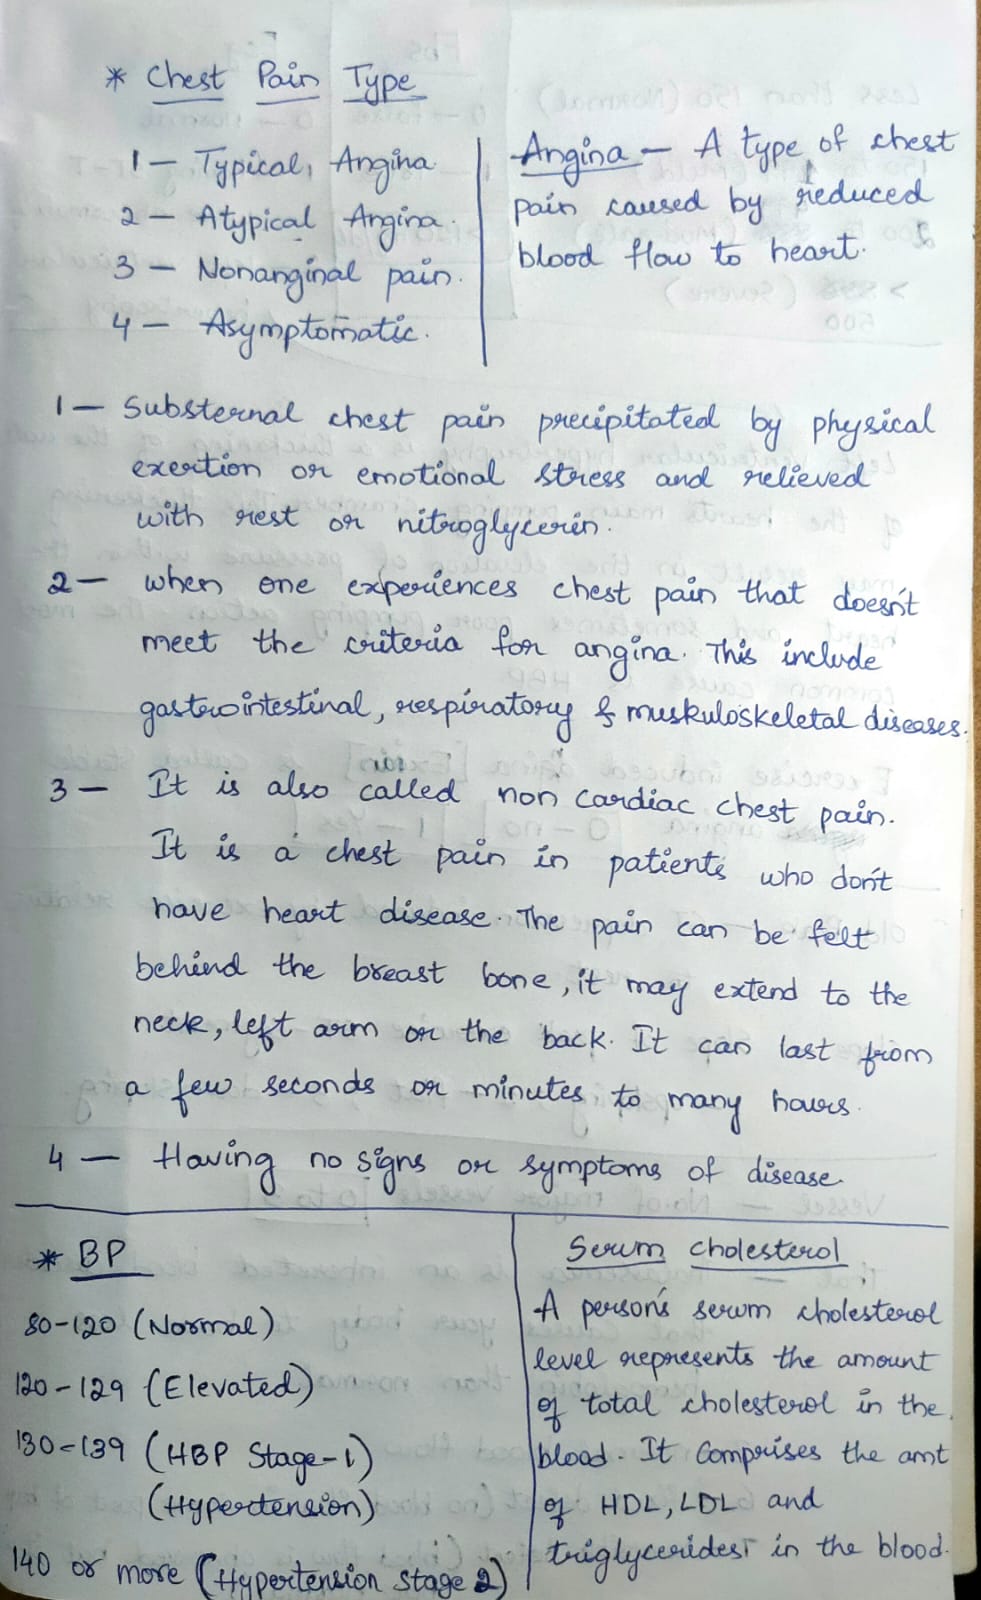 * Chest Pain Type
1 - Typical Angina
2 - Atypical Angina.
3 - Nonanginal pain.
4 - Asymptomatic.
Angina - A type of chest
pain caused by reduced
blood flow to heart.
1 - Substernal chest pain precipitated by physical
exertion or emotional stress and relieved
with rest or nitroglycerin.
2 - when one experiences chest pain that doesn't
meet the criteria for angina. This include
gastrointestinal, respiratory & muskuloskeletal diseases.
3 - It is also called non cardiac chest pain.
It is a chest pain in patients who don't
have heart disease. The pain can be felt
behind the breast bone, it may extend to the
neck, left arm or the back. It can last from
a few seconds or minutes to many hours.
4 - Having no signs or symptoms of disease.
* BP
80-120 (Normal)
120-129 (Elevated)
130-139 (HBP Stage-1)
(Hypertension)
140 or more (Hypertension Stage 2)
Serum Cholesterol
A person's serum cholesterol
level represents the amount
of total cholesterol in the
blood. It Comprises the amt
of HDL, LDL and
triglycerides in the blood.